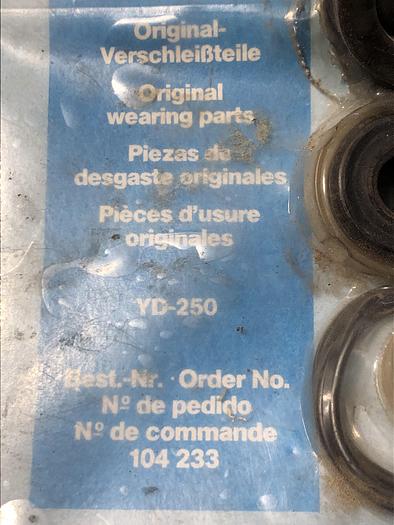 Original-
Verschleißteile
Original
wearing parts
Piezas de
desgaste originales
Pièces d'usure
originales
YD-250
Best.-Nr. · Order No.
Nº de pedido
Nº de commande
104 233